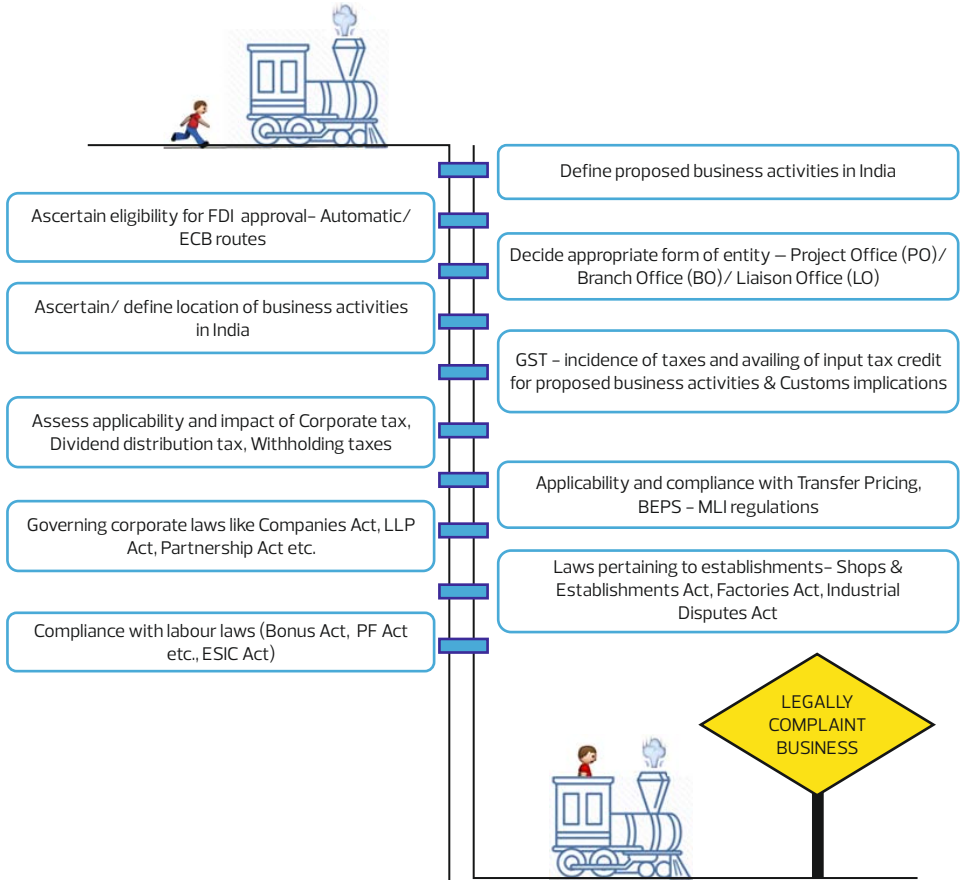 Define proposed business activities in India
Ascertain eligibility for FDI approval- Automatic/
ECB routes
Decide appropriate form of entity – Project Office (PO)/
Branch Office (BO)/ Liaison Office (LO)
Ascertain/ define location of business activities
in India
GST - incidence of taxes and availing of input tax credit
for proposed business activities & Customs implications
Assess applicability and impact of Corporate tax,
Dividend distribution tax, Withholding taxes
Applicability and compliance with Transfer Pricing,
BEPS - MLI regulations
Governing corporate laws like Companies Act, LLP
Act, Partnership Act etc.
Laws pertaining to establishments- Shops &
Establishments Act, Factories Act, Industrial
Disputes Act
Compliance with labour laws (Bonus Act, PF Act
etc., ESIC Act)
LEGALLY
COMPLAINT
BUSINESS